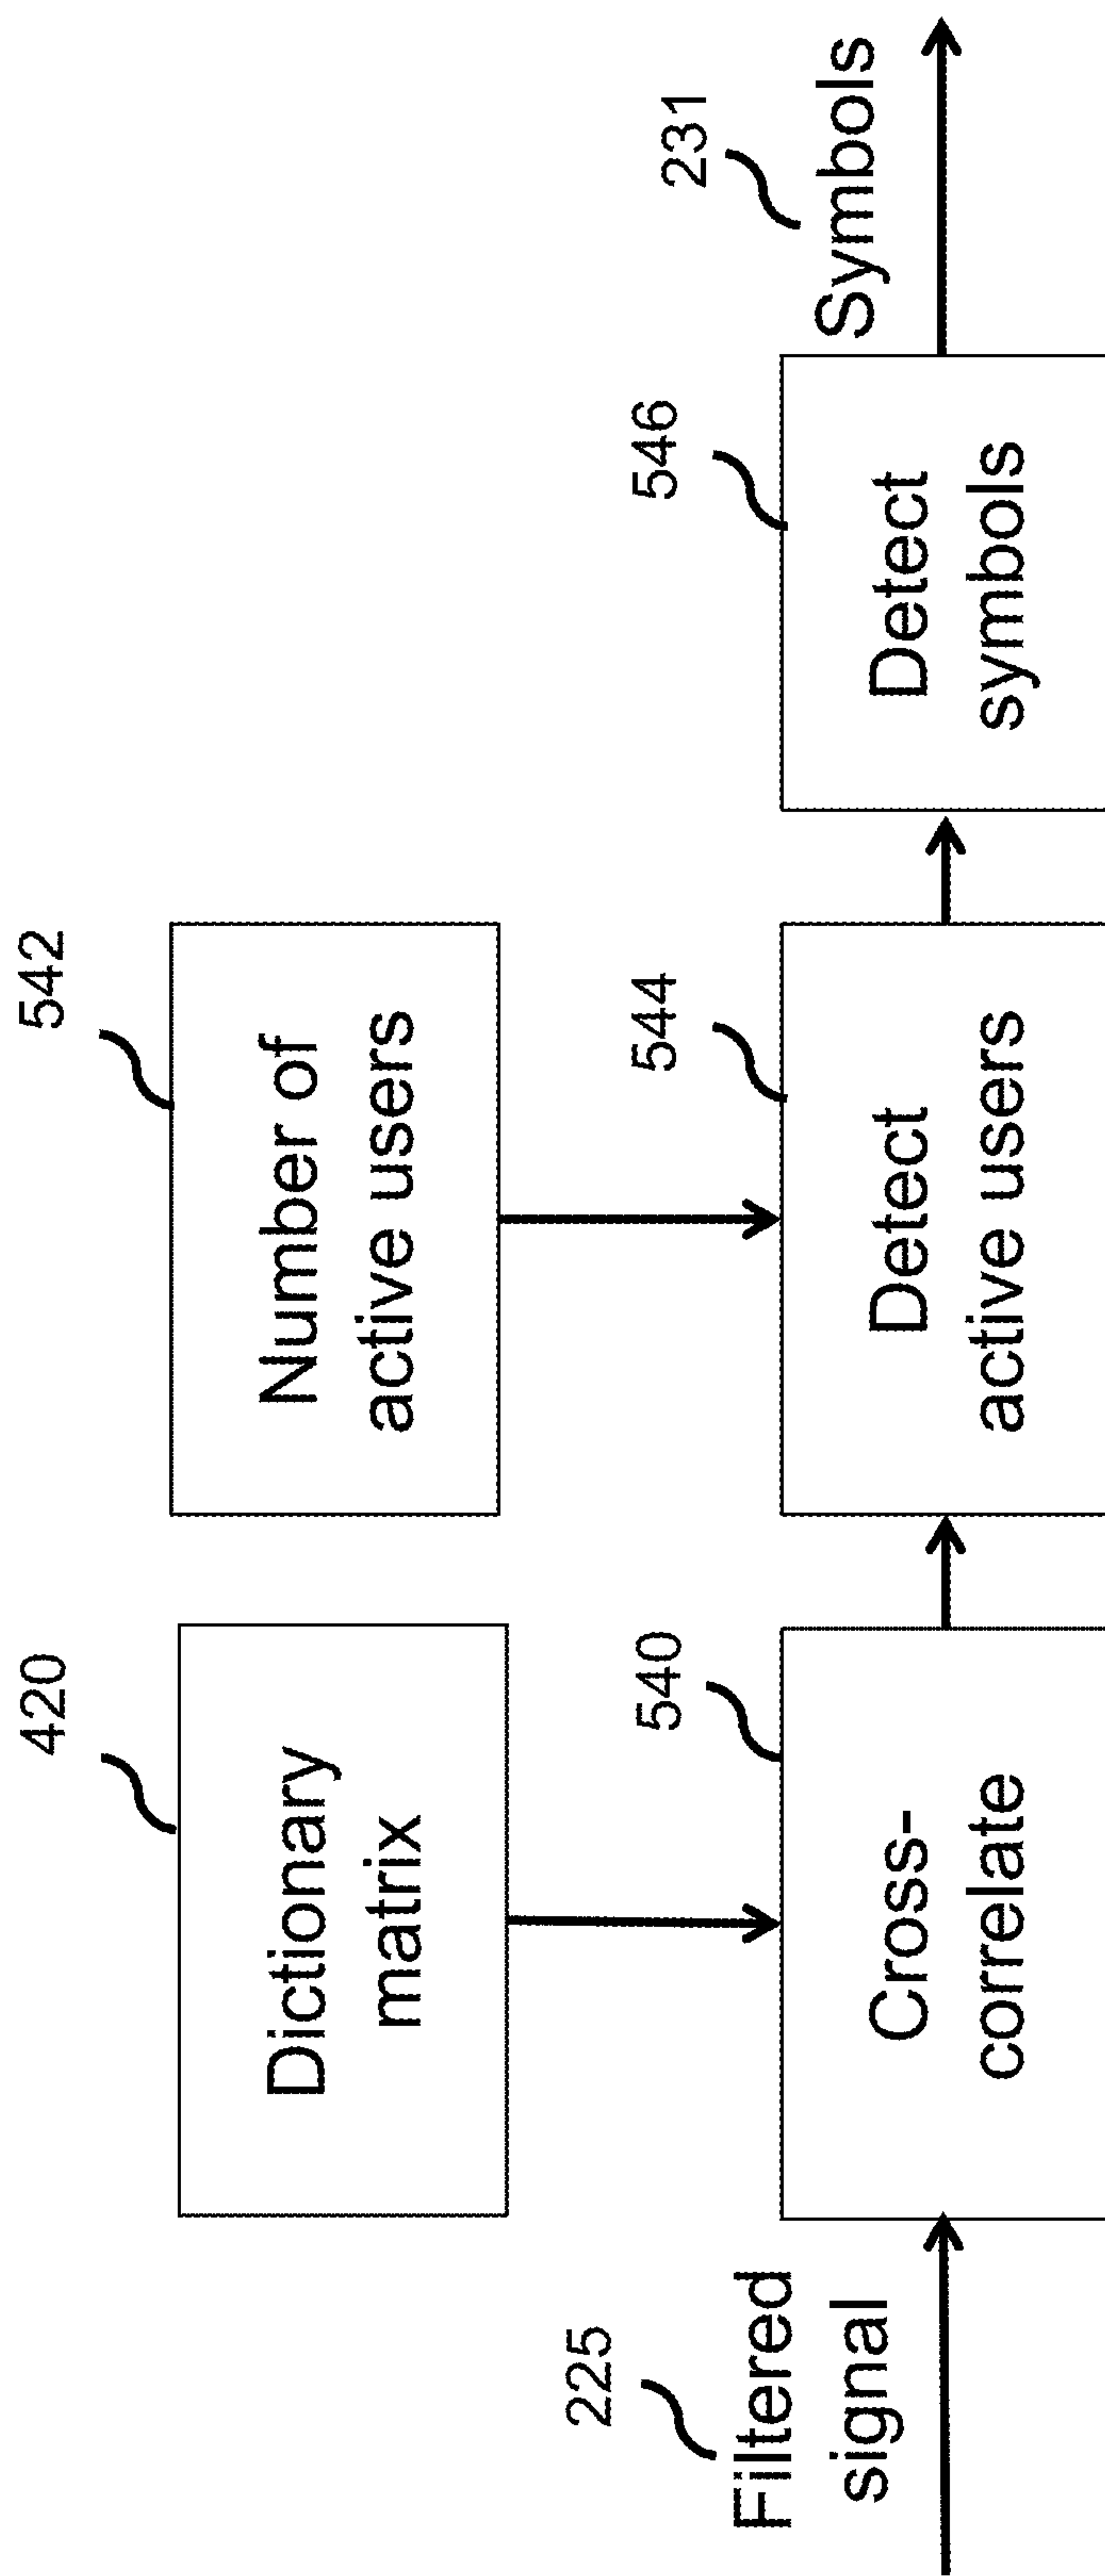 420
Dictionary
matrix
542
Number of
active users
225
Filtered
signal
540
Cross-
correlate
544
Detect
active users
546
Detect
symbols
231
Symbols